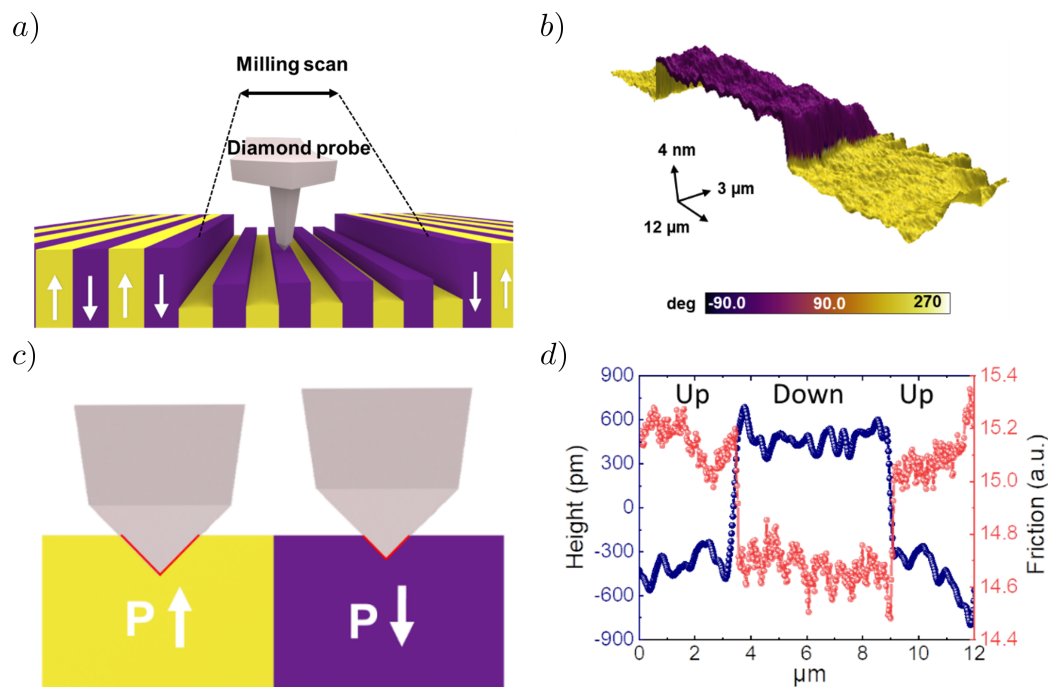 a)
Milling scan
Diamond probe
b)
4 nm
3 µm
12 µm
deg -90.0 90.0 270
c)
P
P
d)
Up Down Up
900
600
300
0
-300
-600
-900
Height (pm)
15.4
15.2
15.0
14.8
14.6
14.4
Friction (a.u.)
0 2 4 6 8 10 12
µm